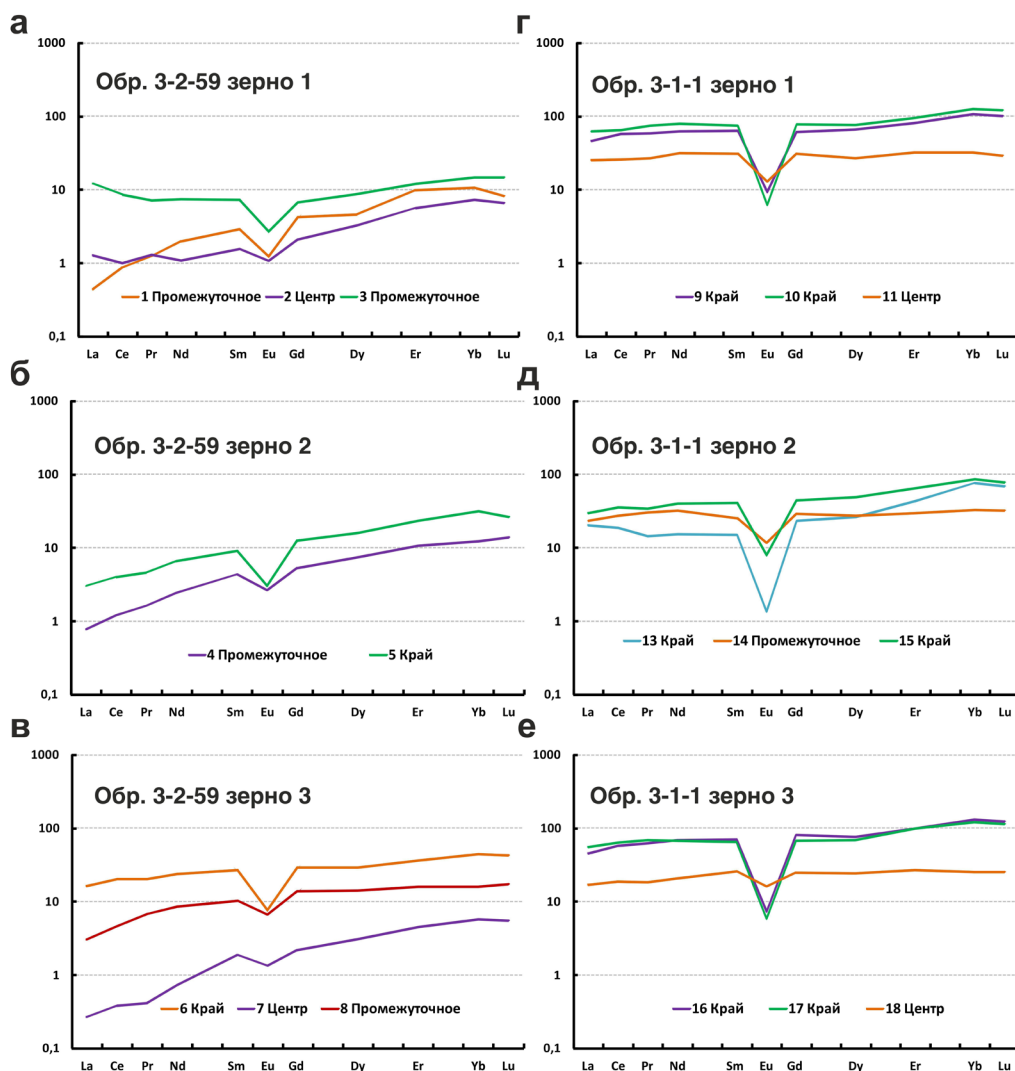 а
1000
100
10
1
0,1
Обр. 3-2-59 зерно 1
1 Промежуточное 2 Центр 3 Промежуточное
La Ce Pr Nd Sm Eu Gd Dy Er Yb Lu
г
1000
100
10
1
0,1
Обр. 3-1-1 зерно 1
9 Край 10 Край 11 Центр
La Ce Pr Nd Sm Eu Gd Dy Er Yb Lu
б
1000
100
10
1
0,1
Обр. 3-2-59 зерно 2
4 Промежуточное 5 Край
La Ce Pr Nd Sm Eu Gd Dy Er Yb Lu
д
1000
100
10
1
0,1
Обр. 3-1-1 зерно 2
13 Край 14 Промежуточное 15 Край
La Ce Pr Nd Sm Eu Gd Dy Er Yb Lu
в
1000
100
10
1
0,1
Обр. 3-2-59 зерно 3
6 Край 7 Центр 8 Промежуточное
La Ce Pr Nd Sm Eu Gd Dy Er Yb Lu
е
1000
100
10
1
0,1
Обр. 3-1-1 зерно 3
16 Край 17 Край 18 Центр
La Ce Pr Nd Sm Eu Gd Dy Er Yb Lu